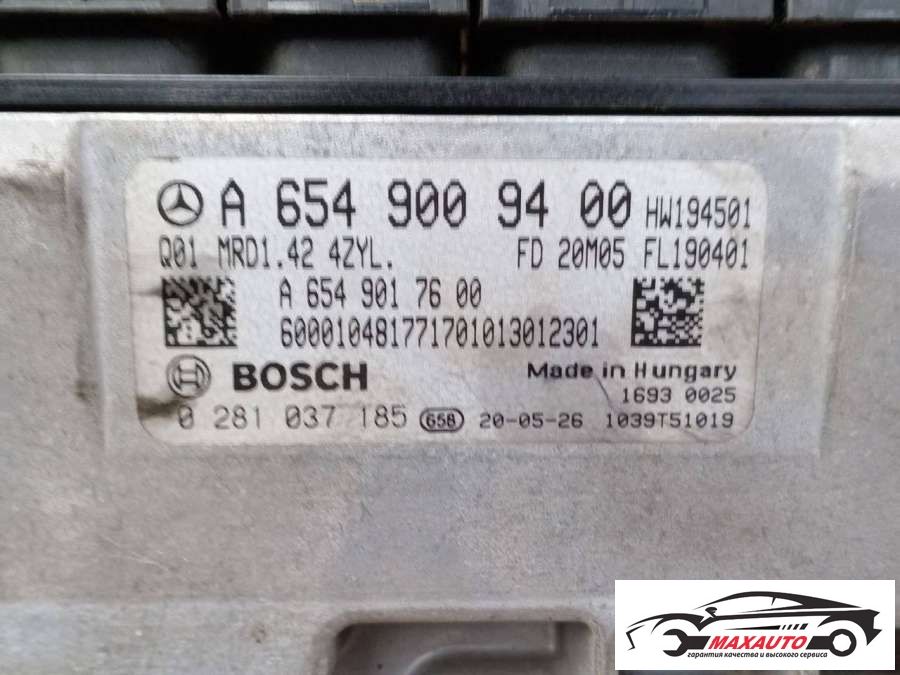 A 654 900 94 00 HW194501
Q01 MRD1.42 4ZYL. FD 20M05 FL190401
A 654 901 76 00
600010481771701013012301
BOSCH Made in Hungary
1693 0025
0 281 037 185 658 20-05-26 1039T51019
MAXAUTO
гарантия качества и высокого сервиса